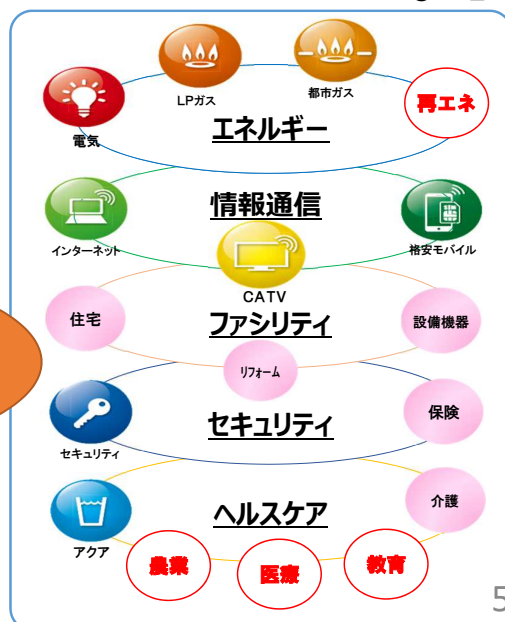 LPガス
都市ガス
再エネ
電気
エネルギー
情報通信
インターネット
格安モバイル
CATV
住宅
ファシリティ
設備機器
リフォーム
セキュリティ
保険
セキュリティ
介護
ヘルスケア
アクア
農業
医療
教育
5